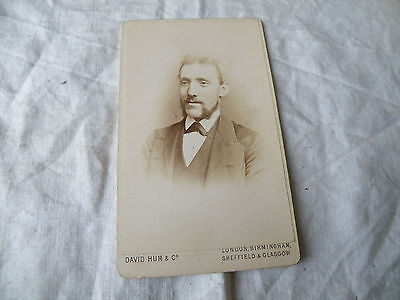 DAVID HUM & Co
LONDON, BIRMINGHAM,
SHEFFIELD & GLASGOW.